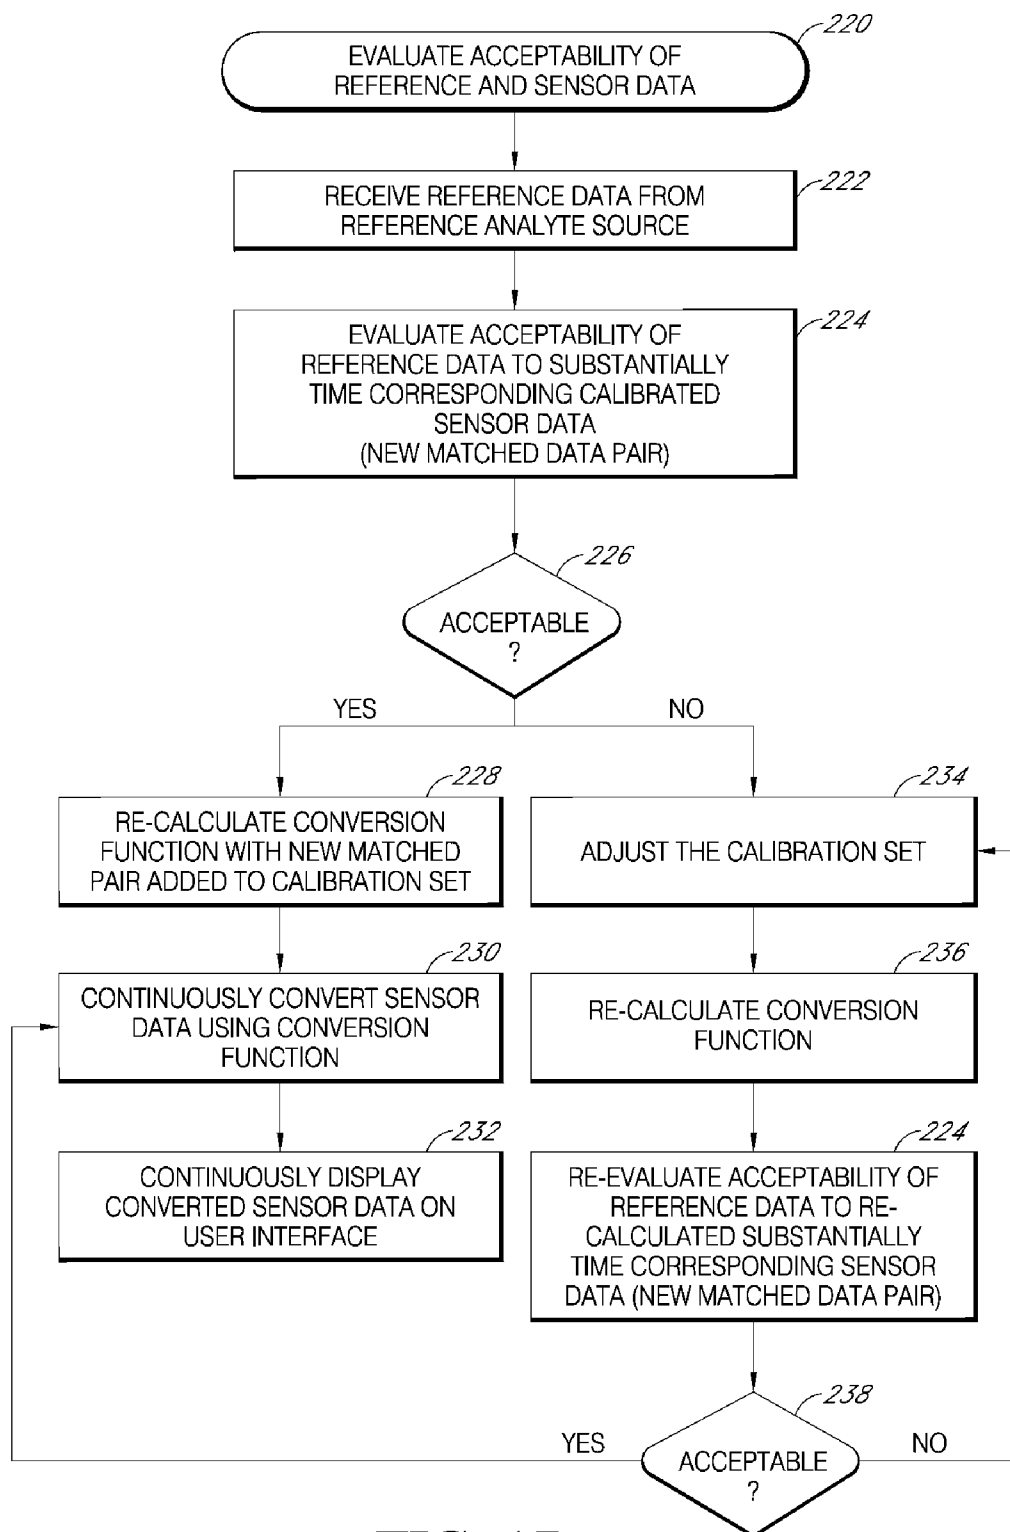 220
EVALUATE ACCEPTABILITY OF
REFERENCE AND SENSOR DATA
222
RECEIVE REFERENCE DATA FROM
REFERENCE ANALYTE SOURCE
224
EVALUATE ACCEPTABILITY OF
REFERENCE DATA TO SUBSTANTIALLY
TIME CORRESPONDING CALIBRATED
SENSOR DATA
(NEW MATCHED DATA PAIR)
226
ACCEPTABLE
?
YES
NO
228
RE-CALCULATE CONVERSION
FUNCTION WITH NEW MATCHED
PAIR ADDED TO CALIBRATION SET
234
ADJUST THE CALIBRATION SET
230
CONTINUOUSLY CONVERT SENSOR
DATA USING CONVERSION
FUNCTION
236
RE-CALCULATE CONVERSION
FUNCTION
232
CONTINUOUSLY DISPLAY
CONVERTED SENSOR DATA ON
USER INTERFACE
224
RE-EVALUATE ACCEPTABILITY OF
REFERENCE DATA TO RE-
CALCULATED SUBSTANTIALLY
TIME CORRESPONDING SENSOR
DATA (NEW MATCHED DATA PAIR)
238
YES
ACCEPTABLE
?
NO